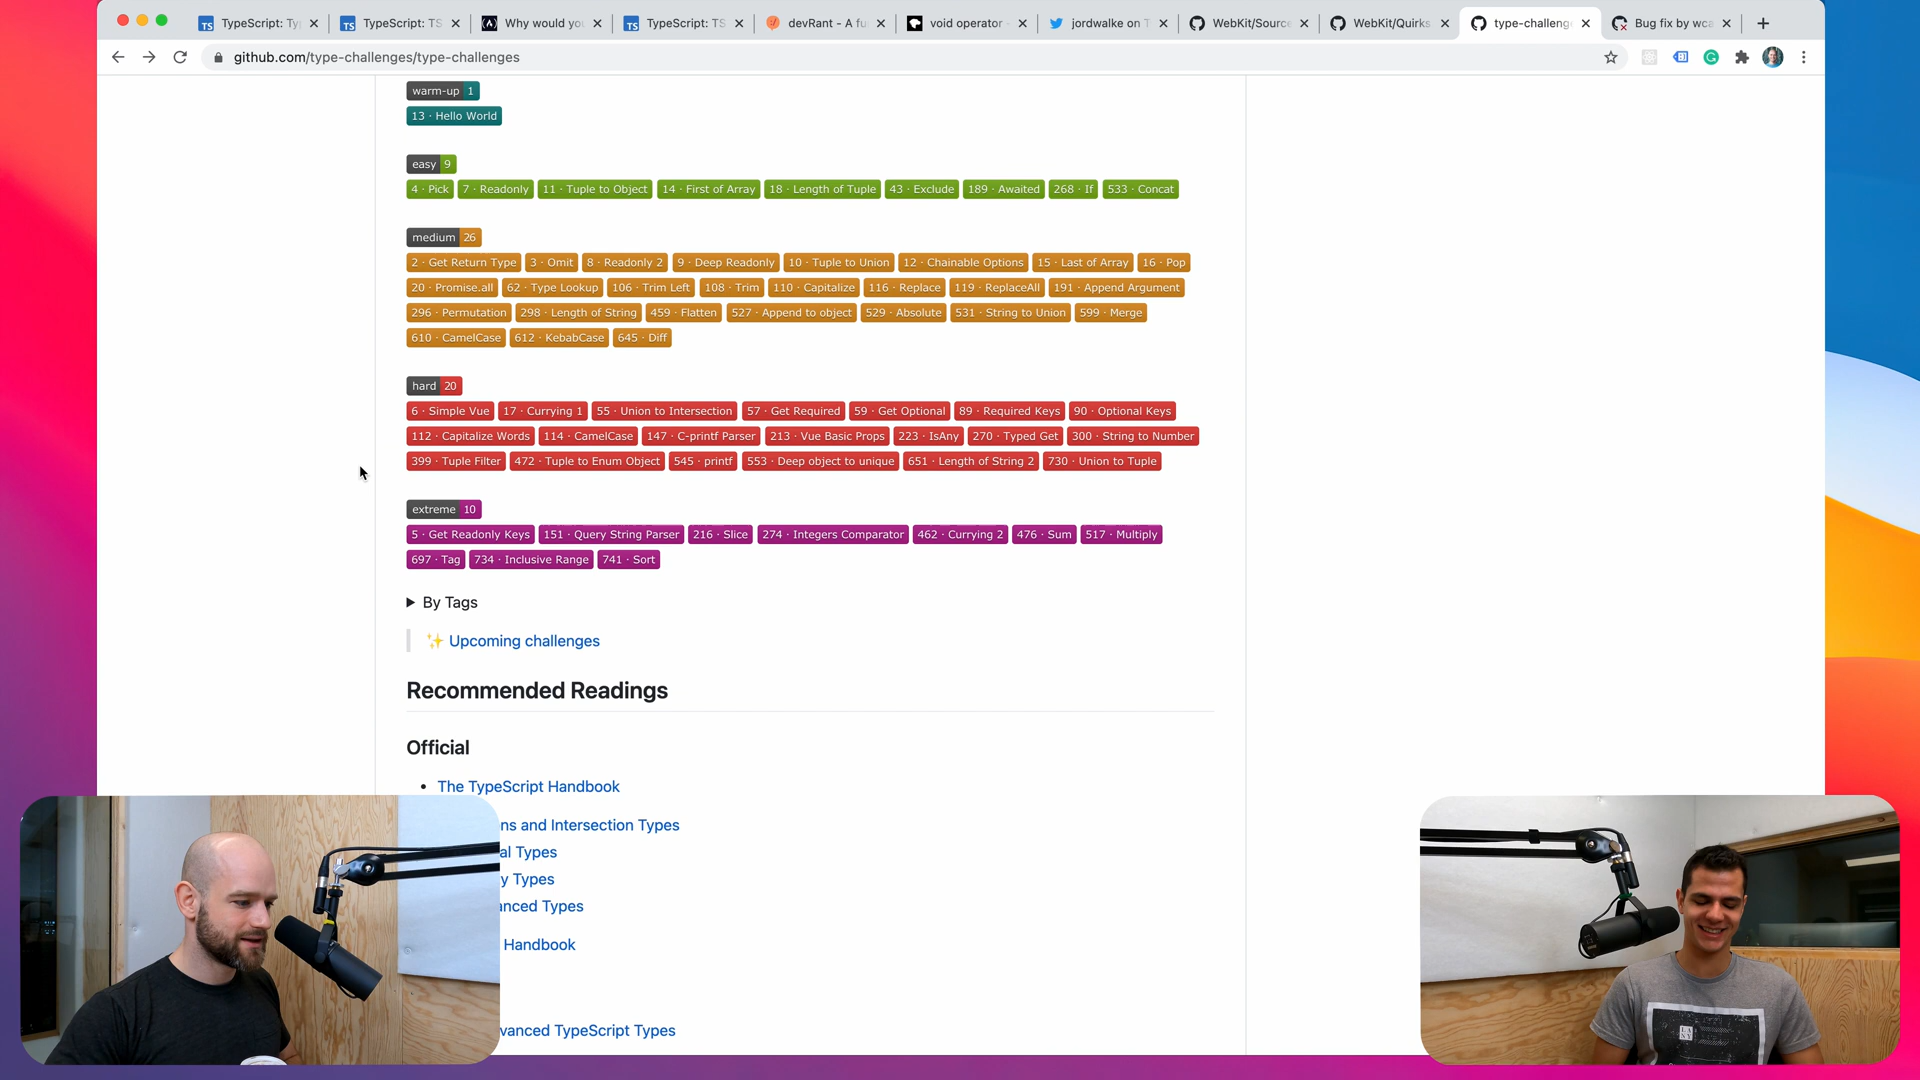 TypeScript: Ty
TypeScript: TS
Why would you
TypeScript: TS
devRant - A fu
void operator
jordwalke on T
WebKit/Source
WebKit/Quirks
type-challeng
Bug fix by wca
github.com/type-challenges/type-challenges
warm-up 1
13 · Hello World
easy 9
4 · Pick 7 · Readonly 11 · Tuple to Object 14 · First of Array 18 · Length of Tuple 43 · Exclude 189 · Awaited 268 · If 533 · Concat
medium 26
2 · Get Return Type 3 · Omit 8 · Readonly 2 9 · Deep Readonly 10 · Tuple to Union 12 · Chainable Options 15 · Last of Array 16 · Pop
20 · Promise.all 62 · Type Lookup 106 · Trim Left 108 · Trim 110 · Capitalize 116 · Replace 119 · ReplaceAll 191 · Append Argument
296 · Permutation 298 · Length of String 459 · Flatten 527 · Append to object 529 · Absolute 531 · String to Union 599 · Merge
610 · CamelCase 612 · KebabCase 645 · Diff
hard 20
6 · Simple Vue 17 · Currying 1 55 · Union to Intersection 57 · Get Required 59 · Get Optional 89 · Required Keys 90 · Optional Keys
112 · Capitalize Words 114 · CamelCase 147 · C-printf Parser 213 · Vue Basic Props 223 · IsAny 270 · Typed Get 300 · String to Number
399 · Tuple Filter 472 · Tuple to Enum Object 545 · printf 553 · Deep object to unique 651 · Length of String 2 730 · Union to Tuple
extreme 10
5 · Get Readonly Keys 151 · Query String Parser 216 · Slice 274 · Integers Comparator 462 · Currying 2 476 · Sum 517 · Multiply
697 · Tag 734 · Inclusive Range 741 · Sort
By Tags
✨ Upcoming challenges
Recommended Readings
Official
• The TypeScript Handbook
ns and Intersection Types
al Types
y Types
anced Types
Handbook
vanced TypeScript Types